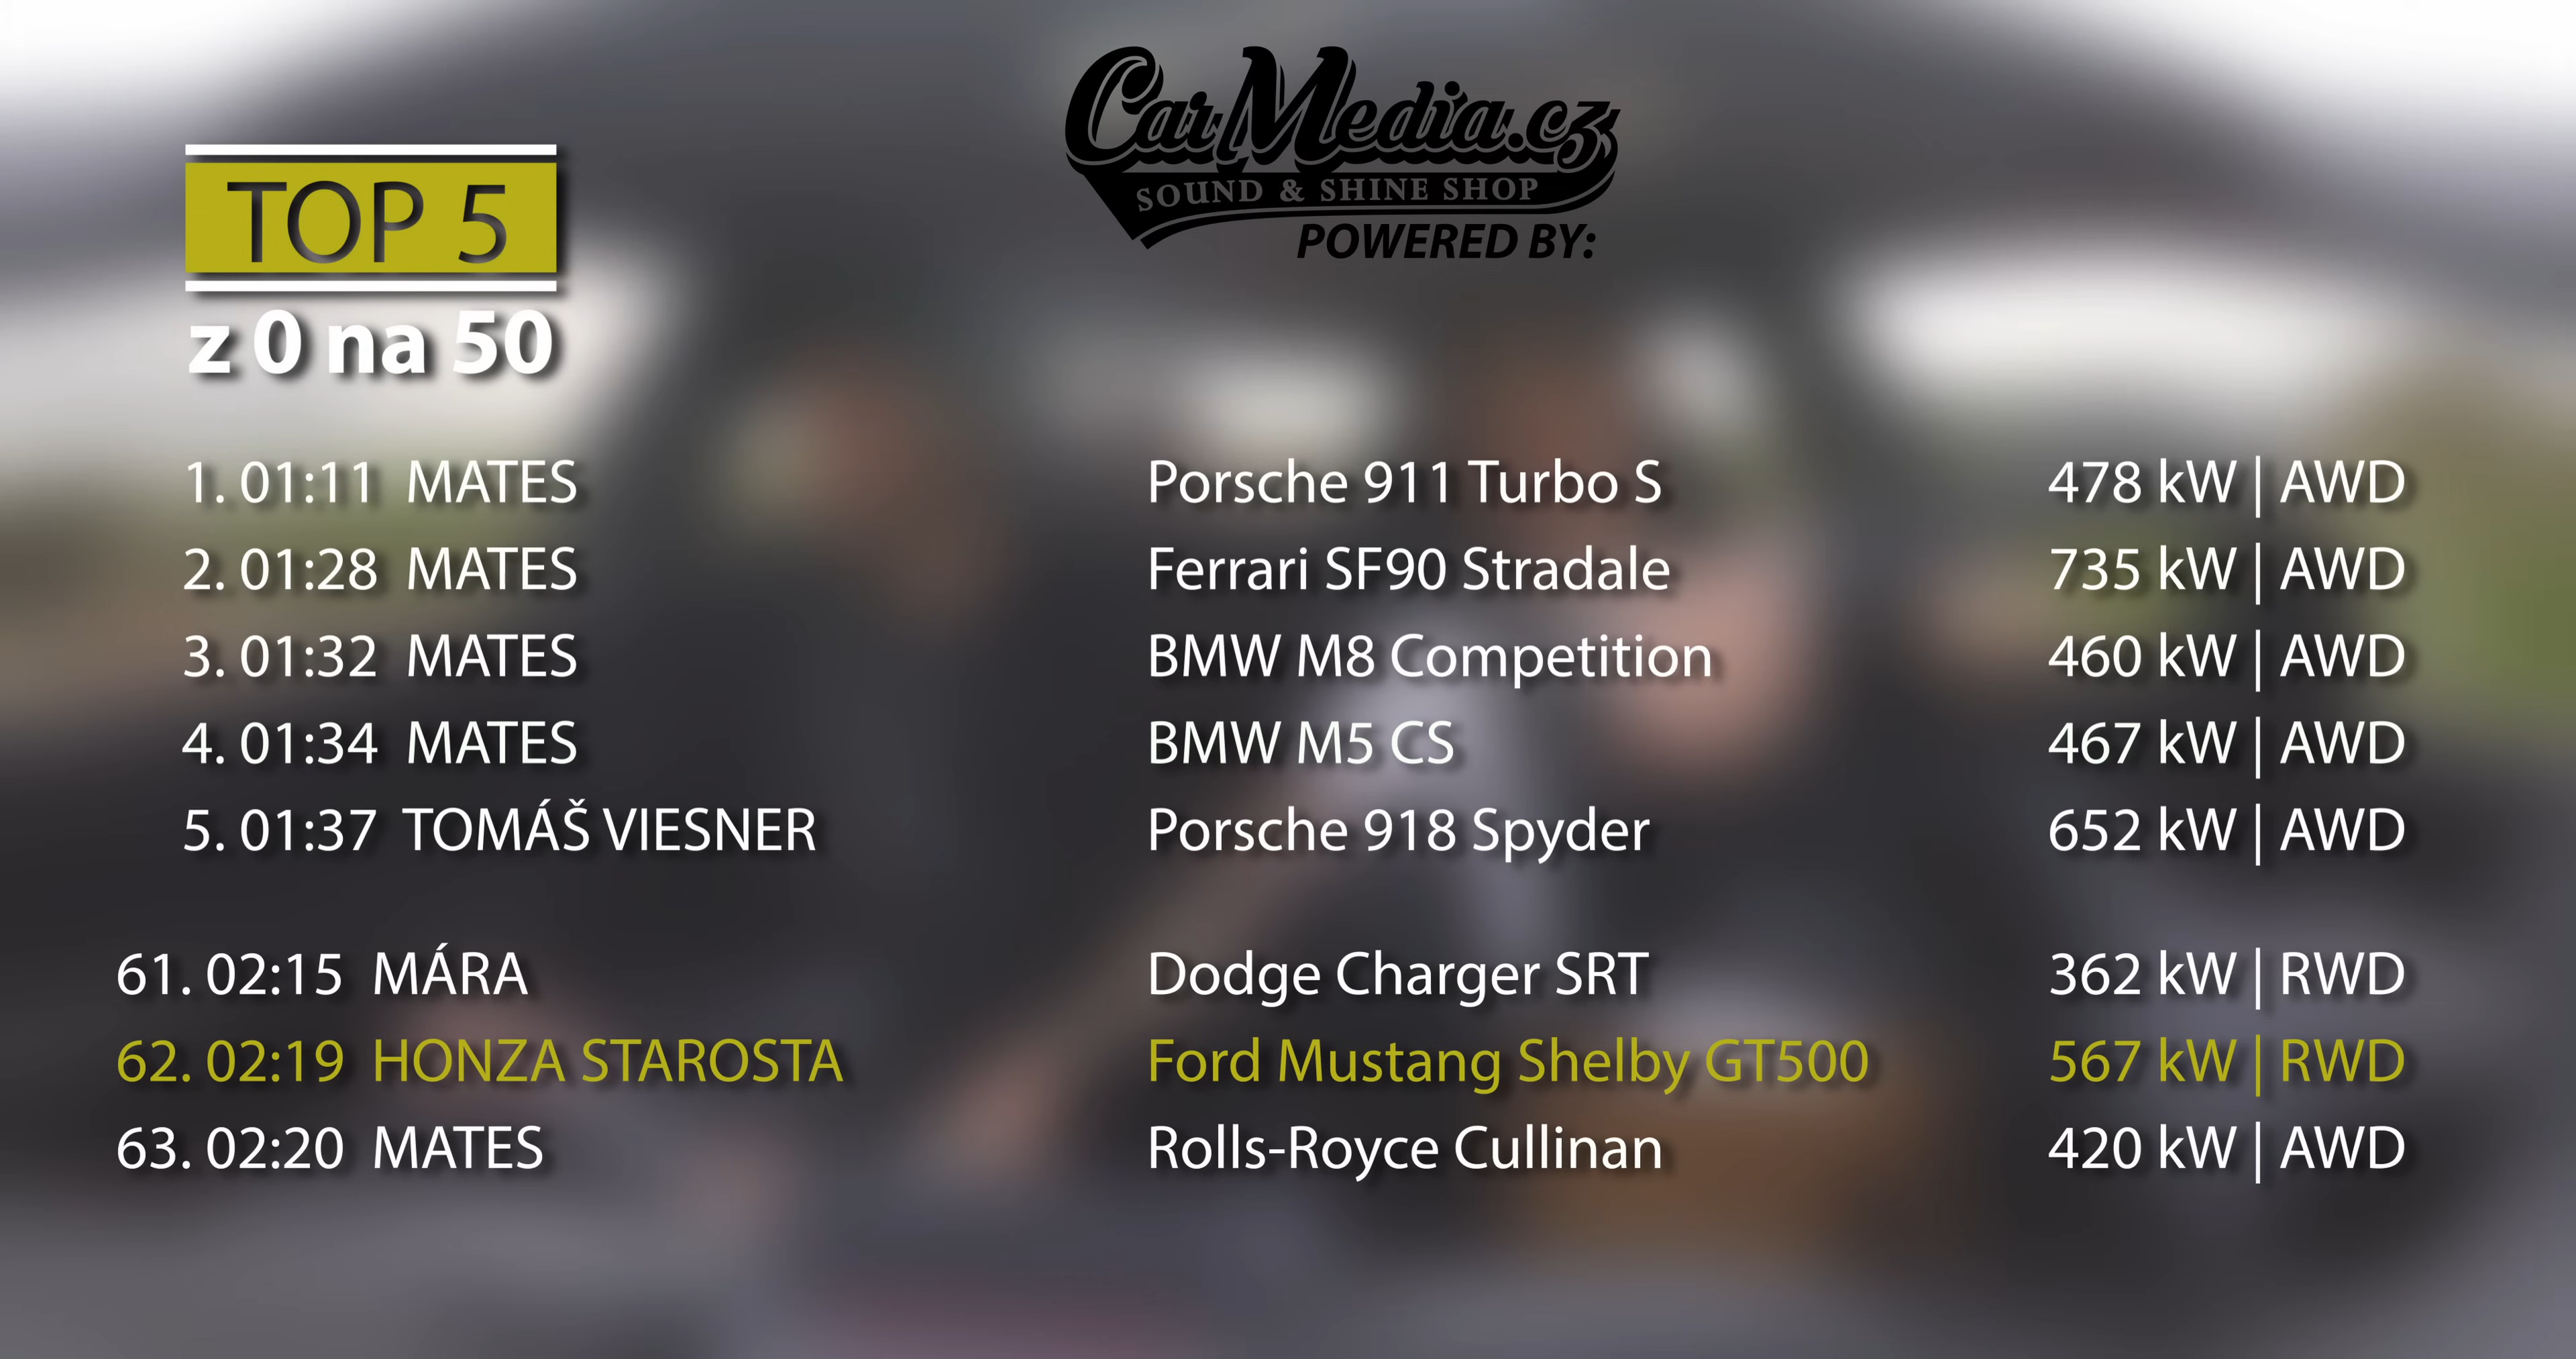 CarMedia.cz
SOUND & SHINE SHOP
POWERED BY:
TOP 5
z 0 na 50
1. 01:11 MATES Porsche 911 Turbo S 478 kW | AWD
2. 01:28 MATES Ferrari SF90 Stradale 735 kW | AWD
3. 01:32 MATES BMW M8 Competition 460 kW | AWD
4. 01:34 MATES BMW M5 CS 467 kW | AWD
5. 01:37 TOMÁŠ VIESNER Porsche 918 Spyder 652 kW | AWD
61. 02:15 MÁRA Dodge Charger SRT 362 kW | RWD
62. 02:19 HONZA STAROSTA Ford Mustang Shelby GT500 567 kW | RWD
63. 02:20 MATES Rolls-Royce Cullinan 420 kW | AWD